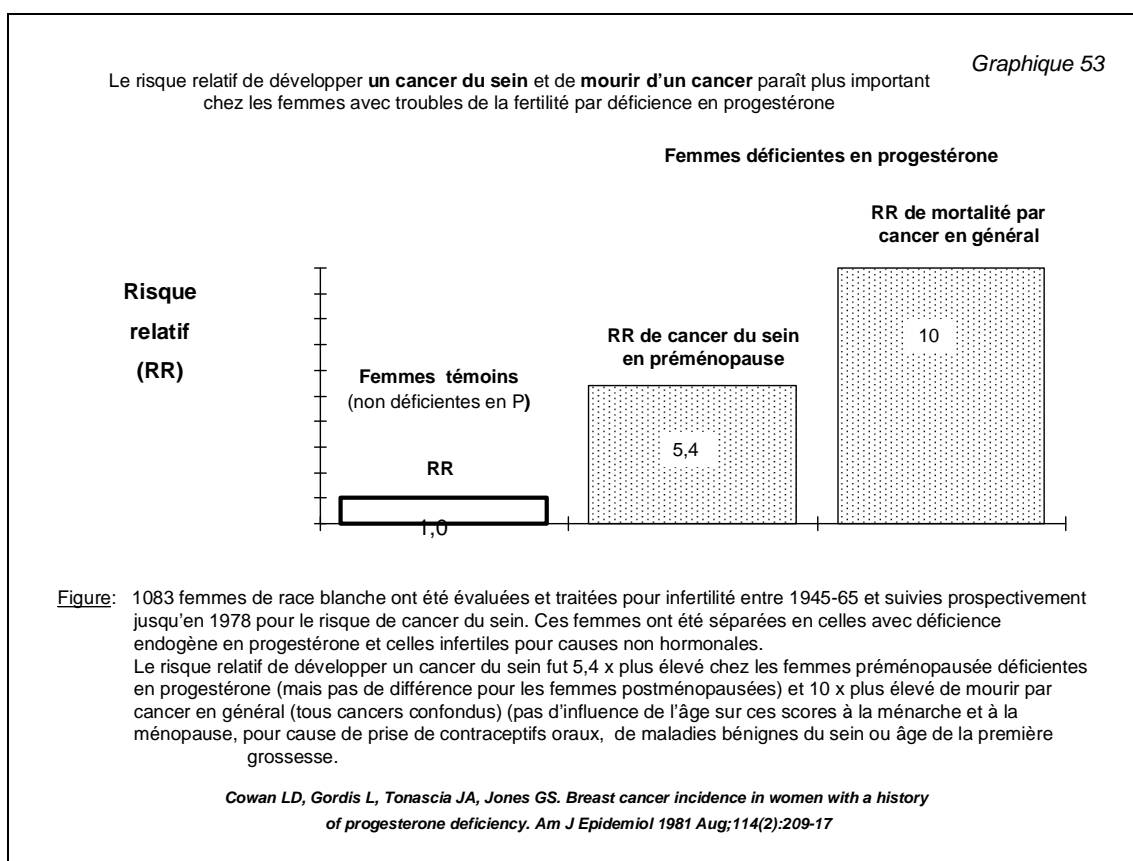 Graphique 53
Le risque relatif de développer un cancer du sein et de mourir d'un cancer paraît plus important
chez les femmes avec troubles de la fertilité par déficience en progestérone
Femmes déficientes en progestérone
RR de mortalité par
cancer en général
Risque
relatif
(RR)
RR de cancer du sein
en préménopause
10
Femmes témoins
(non déficientes en P)
5,4
RR
1,0
Figure: 1083 femmes de race blanche ont été évaluées et traitées pour infertilité entre 1945-65 et suivies prospectivement
jusqu'en 1978 pour le risque de cancer du sein. Ces femmes ont été séparées en celles avec déficience
endogène en progestérone et celles infertiles pour causes non hormonales.
Le risque relatif de développer un cancer du sein fut 5,4 x plus élevé chez les femmes préménopausée déficientes
en progestérone (mais pas de différence pour les femmes postménopausées) et 10 x plus élevé de mourir par
cancer en général (tous cancers confondus) (pas d'influence de l'âge sur ces scores à la ménarche et à la
ménopause, pour cause de prise de contraceptifs oraux, de maladies bénignes du sein ou âge de la première
grossesse.
Cowan LD, Gordis L, Tonascia JA, Jones GS. Breast cancer incidence in women with a history
of progesterone deficiency. Am J Epidemiol 1981 Aug;114(2):209-17